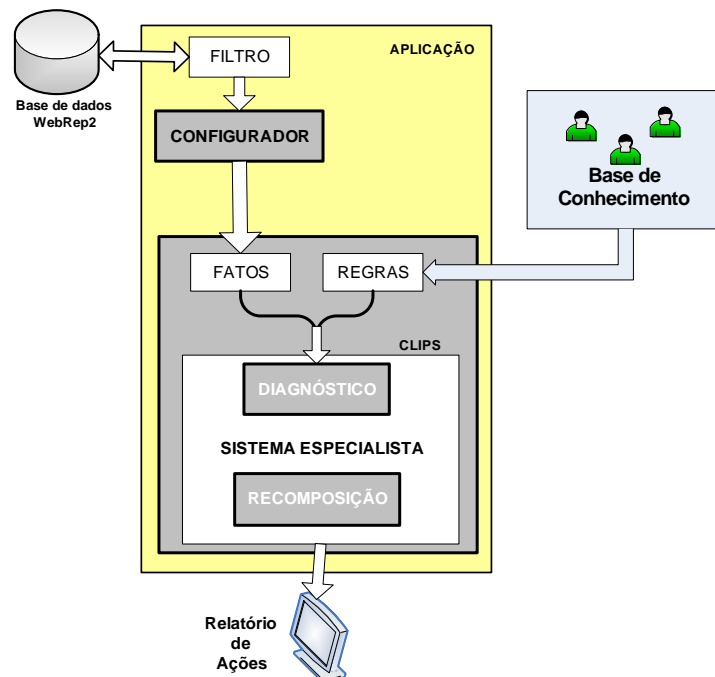 FILTRO
APLICAÇÃO
Base de dados
WebRep2
CONFIGURADOR
Base de
Conhecimento
FATOS
REGRAS
CLIPS
DIAGNÓSTICO
SISTEMA ESPECIALISTA
RECOMPOSIÇÃO
Relatório
de
Ações